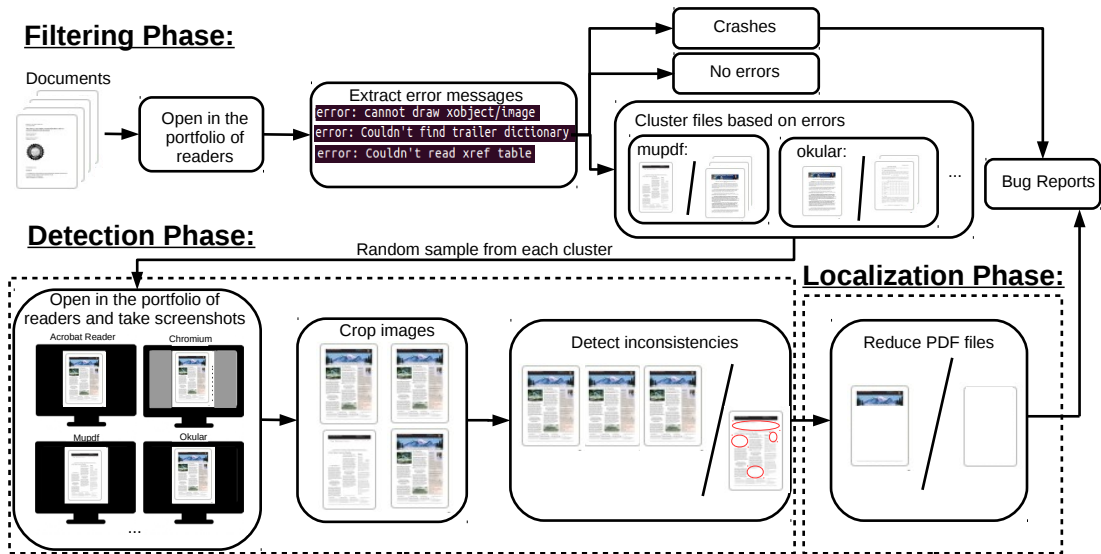 Filtering Phase:
Documents
Open in the
portfolio of
readers
Extract error messages
error: cannot draw xobject/image
error: Couldn't find trailer dictionary
error: Couldn't read xref table
Crashes
No errors
Cluster files based on errors
mupdf:
okular:
...
Bug Reports
Detection Phase:
Random sample from each cluster
Open in the portfolio of
readers and take screenshots
Acrobat Reader
Chromium
Mupdf
Okular
...
Crop images
Detect inconsistencies
Localization Phase:
Reduce PDF files